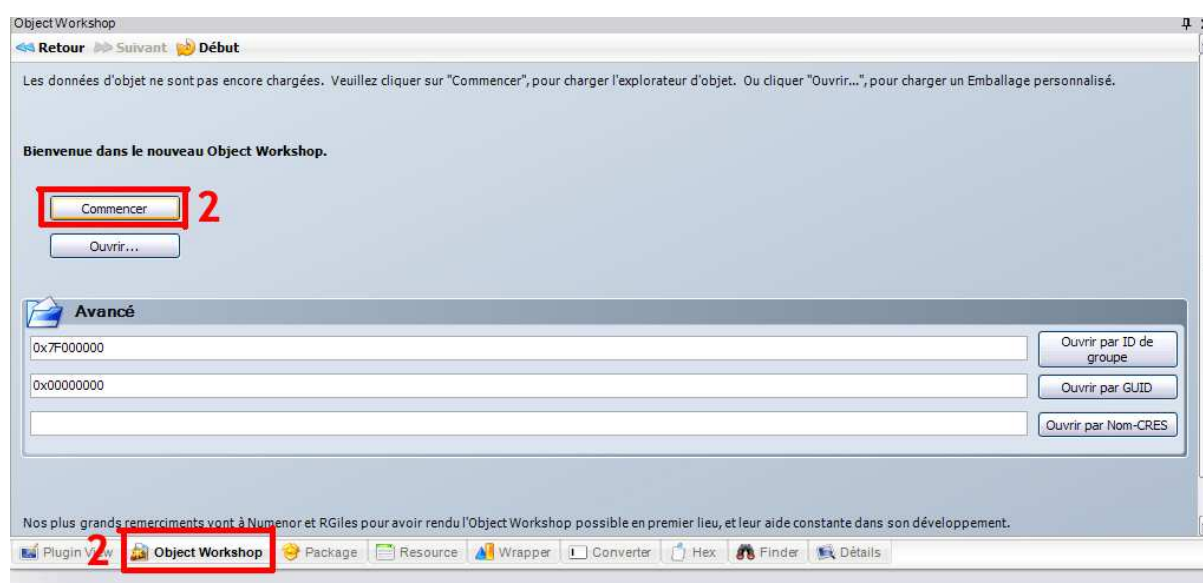 Object Workshop
Retour Suivant Début
Les données d'objet ne sont pas encore chargées. Veuillez cliquer sur "Commencer", pour charger l'explorateur d'objet. Ou cliquer "Ouvrir...", pour charger un Emballage personnalisé.
Bienvenue dans le nouveau Object Workshop.
Commencer 2
Ouvrir...
Avancé
0x7F000000 Ouvrir par ID de
groupe
0x00000000 Ouvrir par GUID
Ouvrir par Nom-CRES
Nos plus grands remerciments vont à Numenor et RGiles pour avoir rendu l'Object Workshop possible en premier lieu, et leur aide constante dans son développement.
Plugin View 2 Object Workshop Package Resource Wrapper Converter Hex Finder Détails